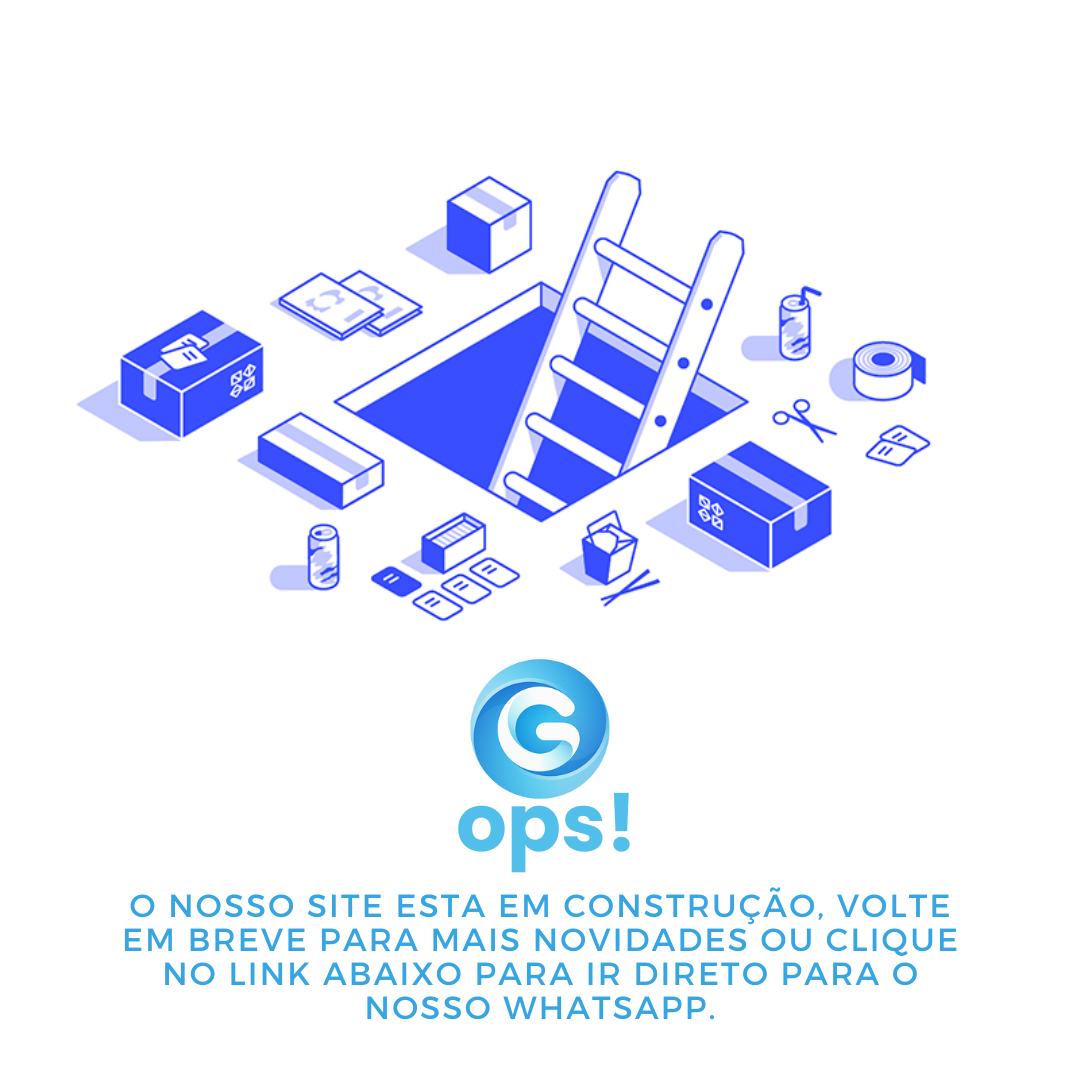 G
ops!
O NOSSO SITE ESTA EM CONSTRUÇÃO, VOLTE
EM BREVE PARA MAIS NOVIDADES OU CLIQUE
NO LINK ABAIXO PARA IR DIRETO PARA O
NOSSO WHATSAPP.